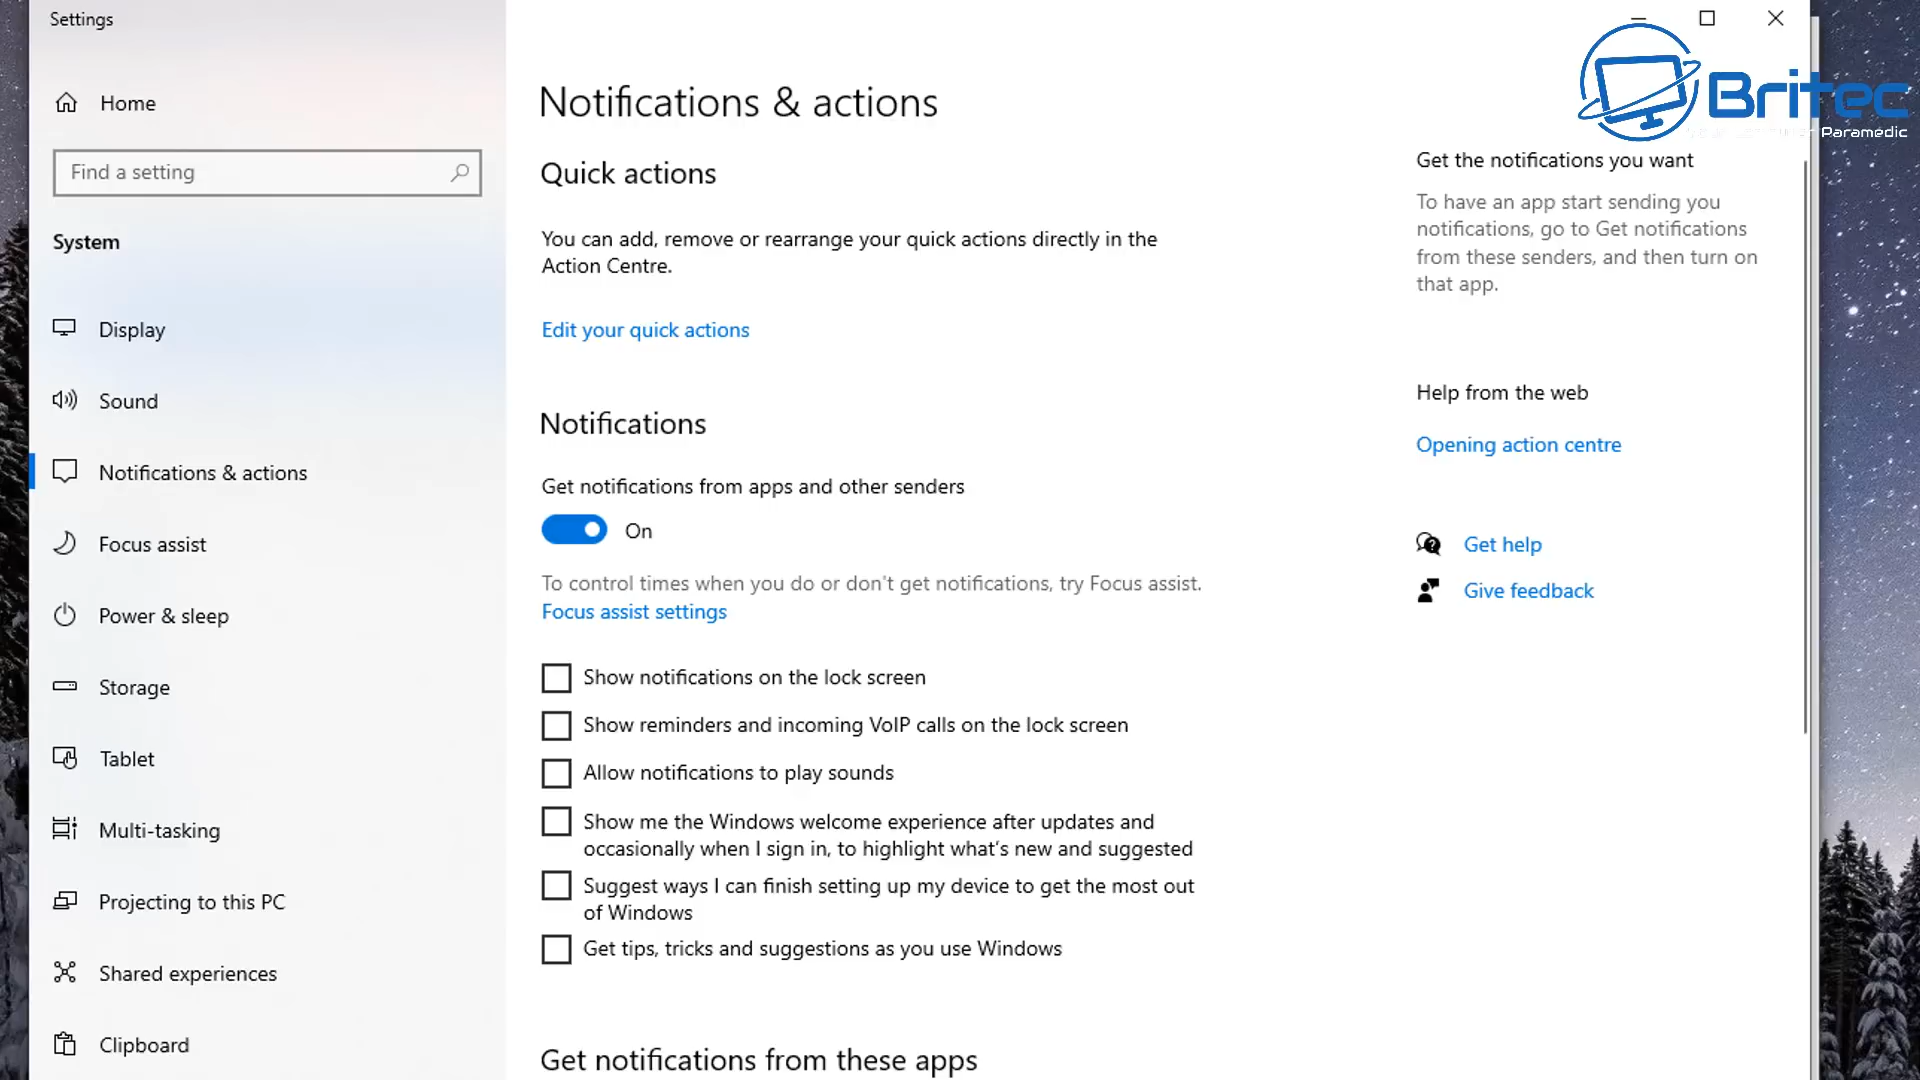 Settings
Home
Find a setting
System
Display
Sound
Notifications & actions
Focus assist
Power & sleep
Storage
Tablet
Multi-tasking
Projecting to this PC
Shared experiences
Clipboard
Notifications & actions
Quick actions
You can add, remove or rearrange your quick actions directly in the
Action Centre.
Edit your quick actions
Notifications
Get notifications from apps and other senders
On
To control times when you do or don't get notifications, try Focus assist.
Focus assist settings
Show notifications on the lock screen
Show reminders and incoming VoIP calls on the lock screen
Allow notifications to play sounds
Show me the Windows welcome experience after updates and
occasionally when I sign in, to highlight what's new and suggested
Suggest ways I can finish setting up my device to get the most out
of Windows
Get tips, tricks and suggestions as you use Windows
Get notifications from these apps
Britec
Paramedic
Get the notifications you want
To have an app start sending you
notifications, go to Get notifications
from these senders, and then turn on
that app.
Help from the web
Opening action centre
Get help
Give feedback